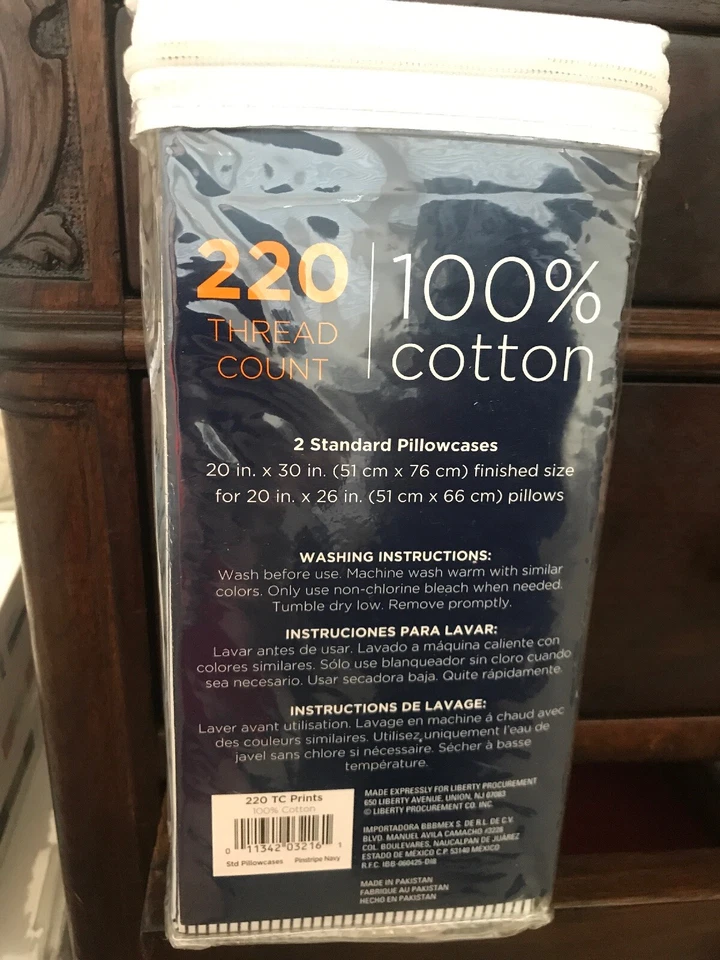 220
THREAD
COUNT
100%
cotton
2 Standard Pillowcases
20 in. x 30 in. (51 cm x 76 cm) finished size
for 20 in. x 26 in. (51 cm x 66 cm) pillows
WASHING INSTRUCTIONS:
Wash before use. Machine wash warm with similar
colors. Only use non-chlorine bleach when needed.
Tumble dry low. Remove promptly.
INSTRUCIONES PARA LAVAR:
Lavar antes de usar. Lavado a máquina caliente con
colores similares. Sólo use blanqueador sin cloro cuando
sea necesario. Usar secadora baja. Quite rápidamente.
INSTRUCTIONS DE LAVAGE:
Laver avant utilisation. Lavage en machine á chaud avec
des couleurs similaires. Utilisez uniquement l'eau de
javel sans chlore si nécessaire. Sécher à basse
température.
220 TC Prints
100% Cotton
0 11342 03216 1
Std Pillowcases Pinstripe Navy
MADE EXPRESSLY FOR LIBERTY PROCUREMENT
650 LIBERTY AVENUE, UNION, NJ 07083
© LIBERTY PROCUREMENT CO. INC.
IMPORTADORA BBBMEX S. DE R.L. DE C.V.
BLVD. MANUEL AVILA CAMACHO #3228
COL. BOULEVARES, NAUCALPAN DE JUÁREZ
ESTADO DE MÉXICO C.P. 53140 MÉXICO
R.F.C. IBB-060425-DI8
MADE IN PAKISTAN
FABRIQUÉ AU PAKISTAN
HECHO EN PAKISTAN